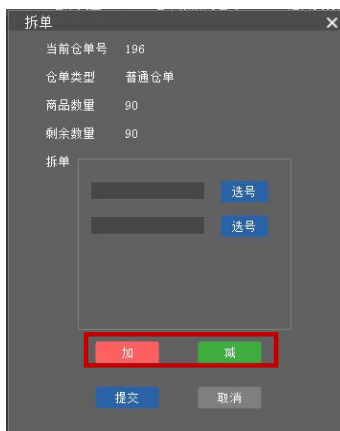 拆单
当前仓单号 196
仓单类型 普通仓单
商品数量 90
剩余数量 90
拆单
选号
选号
加 减
提交 取消